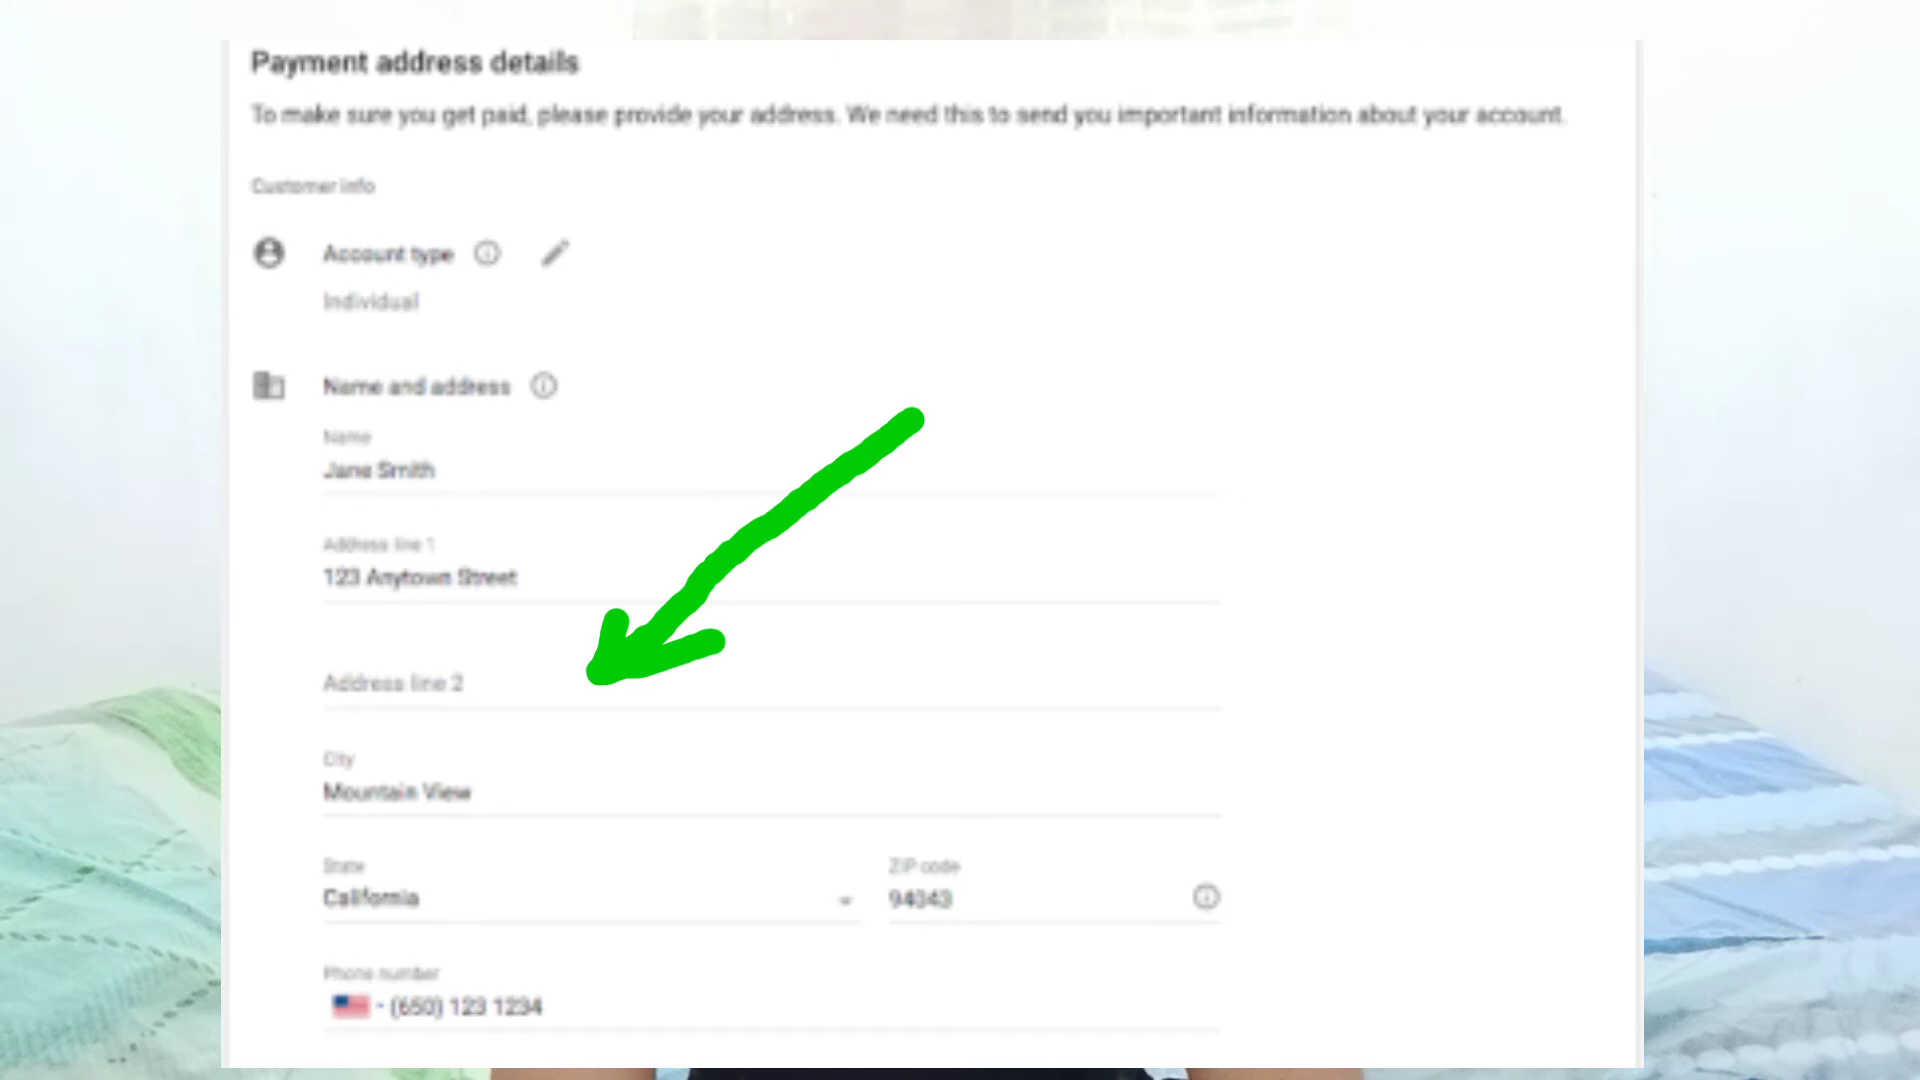 Payment address details
To make sure you get paid, please provide your address. We need this to send you important information about your account.
Customer info
Account type
Individual
Name and address
Name
Jane Smith
Address line 1
123 Anytown Street
Address line 2
City
Mountain View
State
ZIP code
California
94043
Phone number
- (650) 123 1234